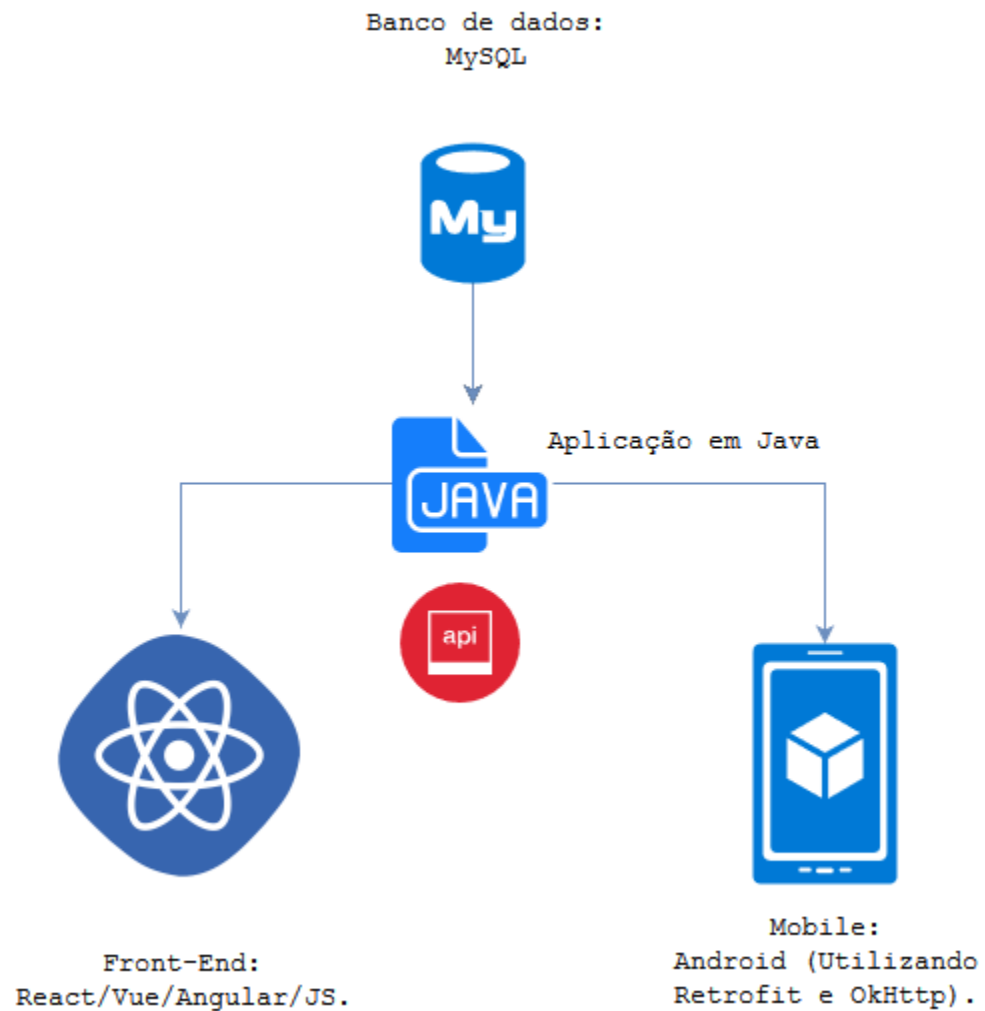 Banco de dados:
MySQL
My
Aplicação em Java
JAVA
api
Mobile:
Android (Utilizando
Retrofit e OkHttp).
Front-End:
React/Vue/Angular/JS.